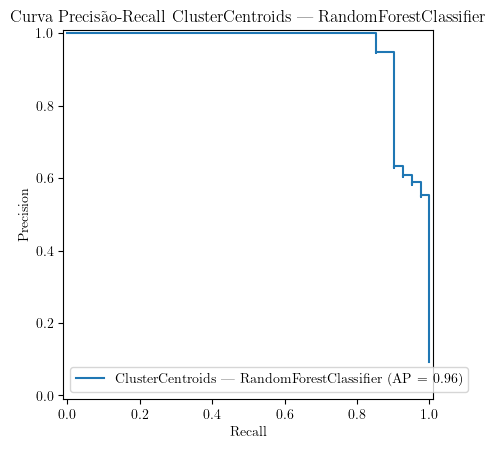 Curva Precisão-Recall ClusterCentroids — RandomForestClassifier
1.0
0.8
0.6
0.4
0.2
0.0
Precision
ClusterCentroids — RandomForestClassifier (AP = 0.96)
0.0 0.2 0.4 0.6 0.8 1.0
Recall